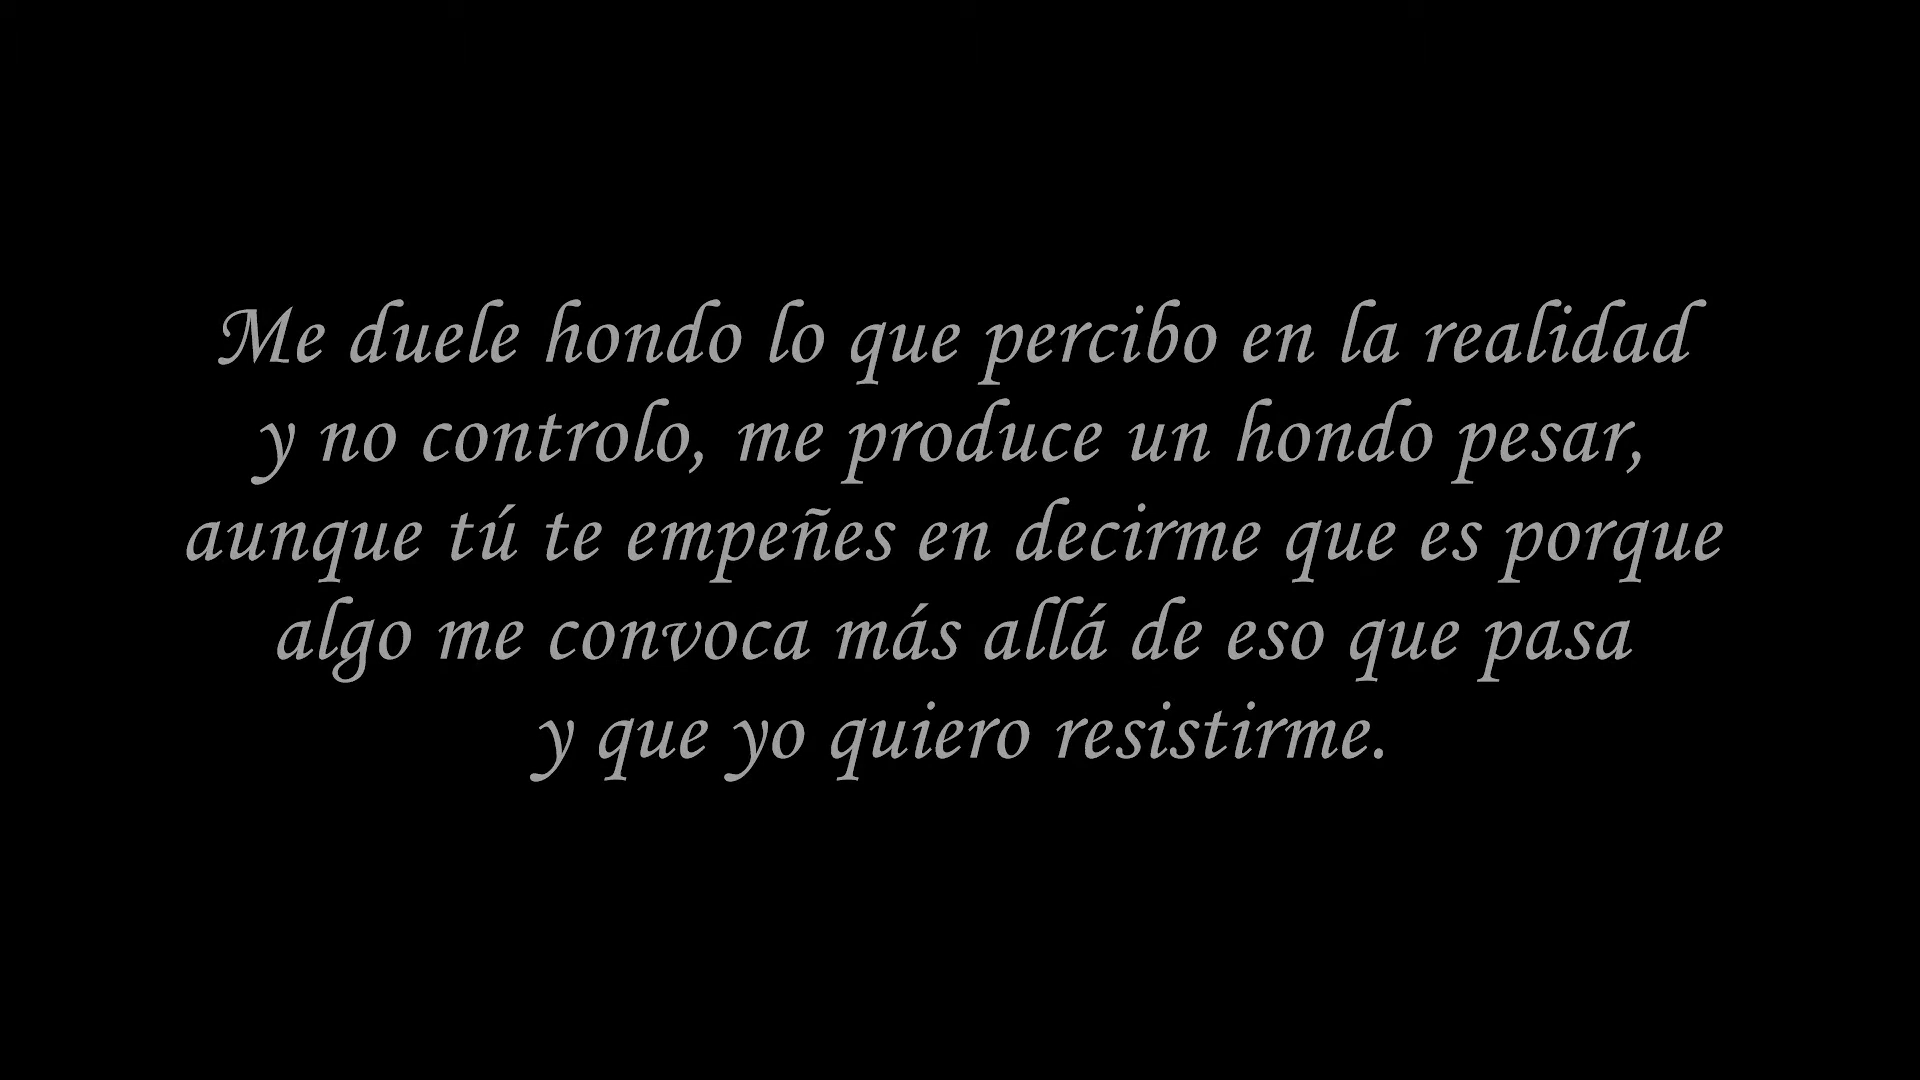 Me duele hondo lo que percibo en la realidad
y no controlo, me produce un hondo pesar,
aunque tú te empeñes en decirme que es porque
algo me convoca más allá de eso que pasa
y que yo quiero resistirme.